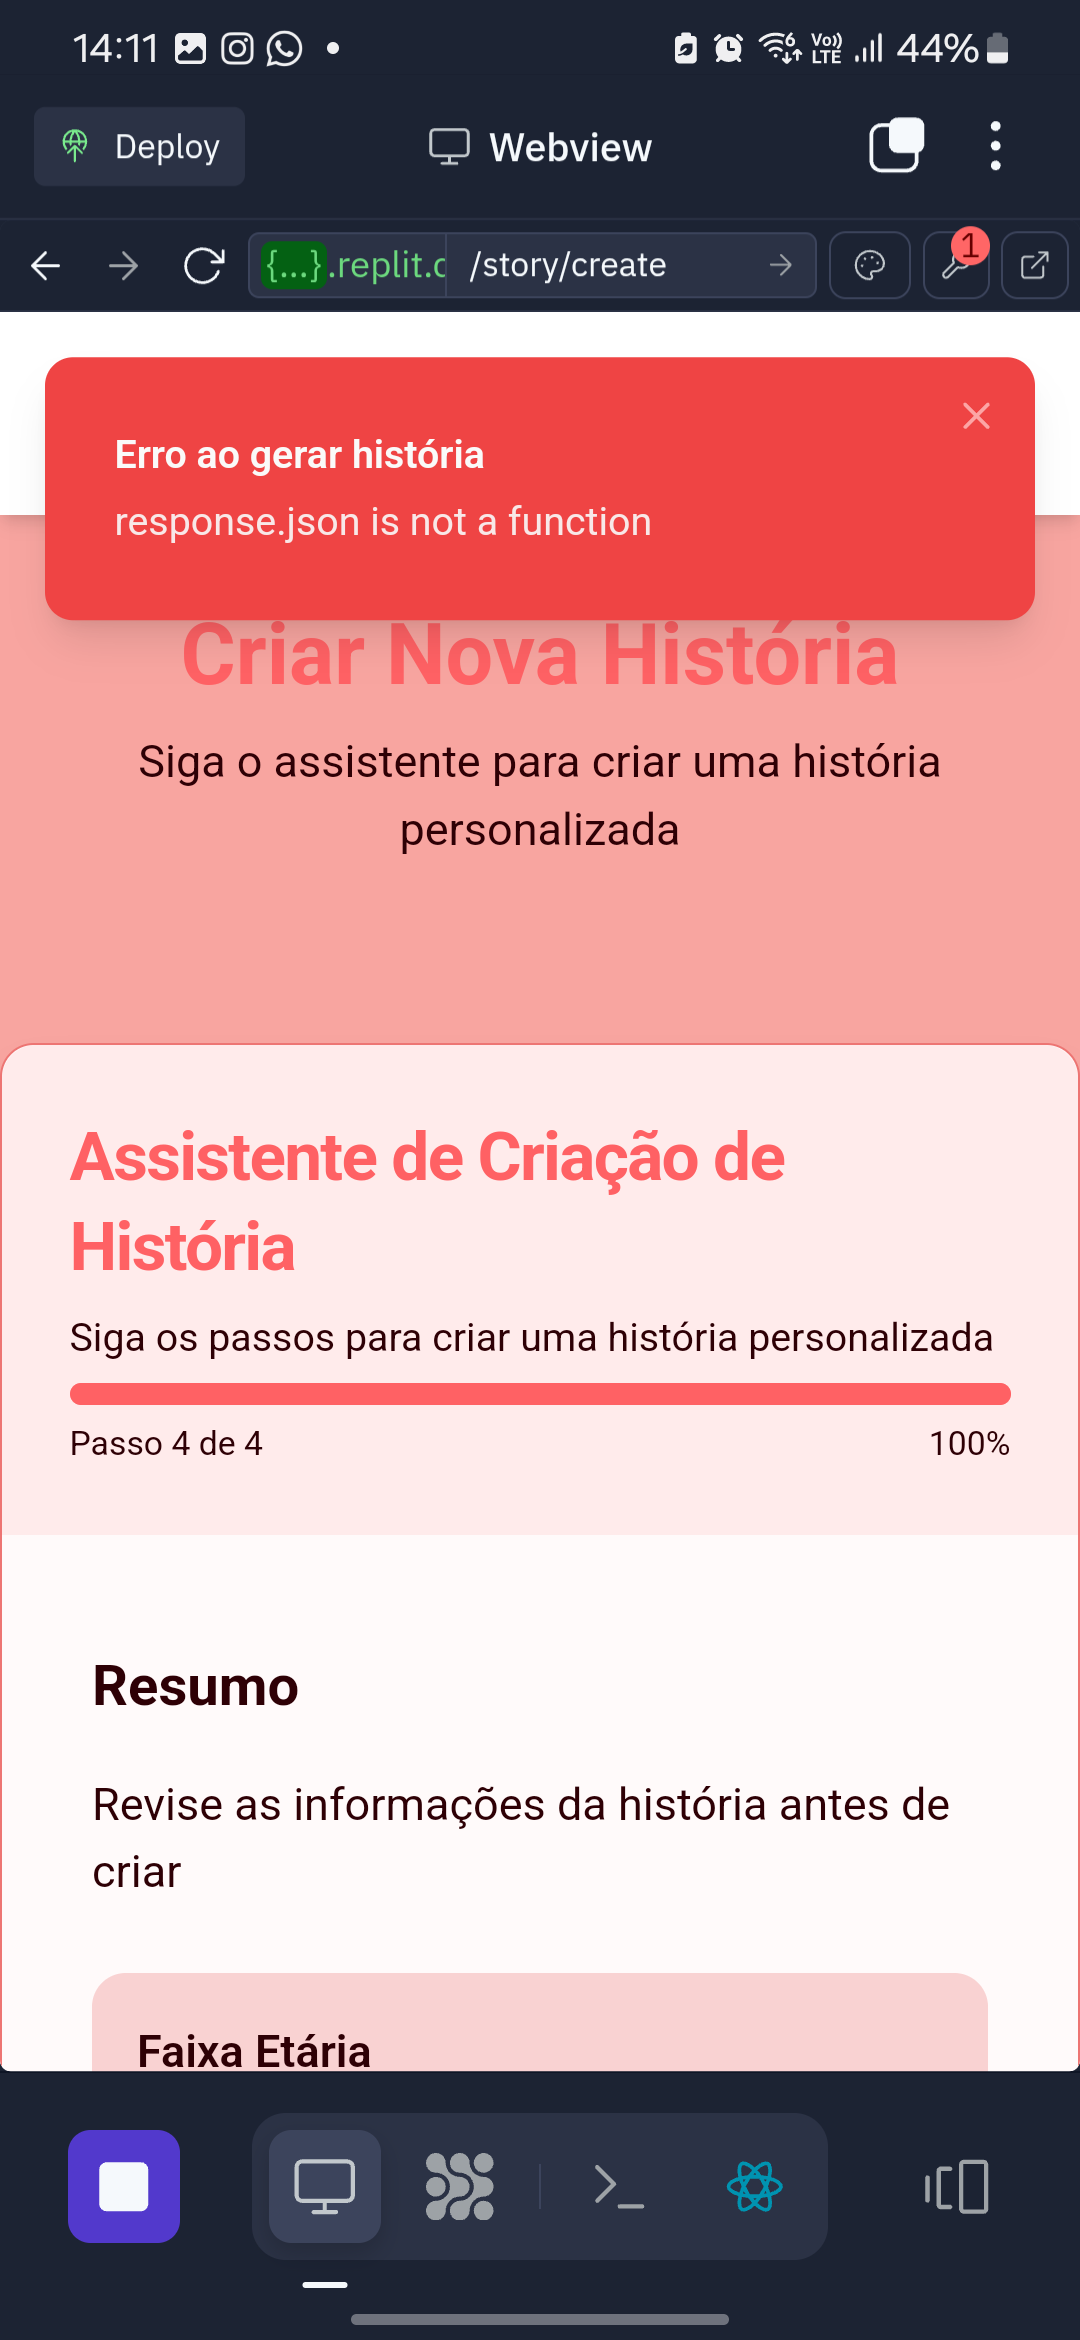 14:11
6 Vo)) LTE 44%
Deploy
Webview
{...}.replit.c
/story/create
1
Erro ao gerar história
response.json is not a function
Criar Nova História
Siga o assistente para criar uma história
personalizada
Assistente de Criação de
História
Siga os passos para criar uma história personalizada
Passo 4 de 4
100%
Resumo
Revise as informações da história antes de
criar
Faixa Etária